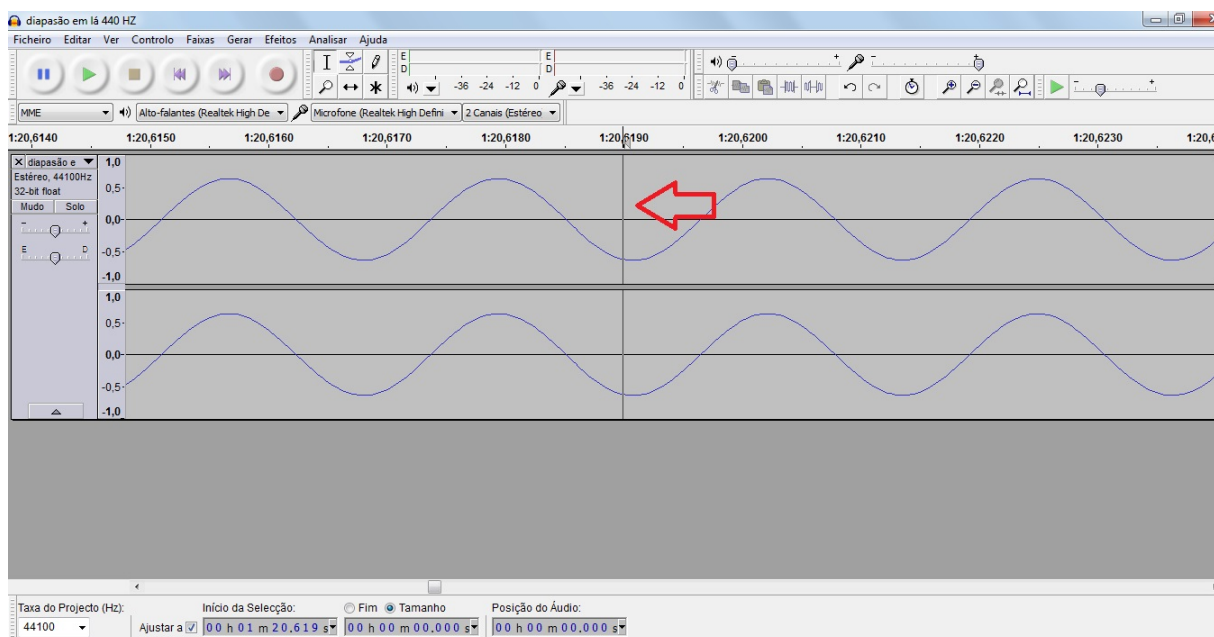 diapasão em lá 440 HZ
Ficheiro Editar Ver Controlo Faixas Gerar Efeitos Analisar Ajuda
E D -36 -24 -12 0 E D -36 -24 -12 0
MME Alto-falantes (Realtek High De Microfone (Realtek High Defini 2 Canais (Estéreo
1:20,6140 1:20,6150 1:20,6160 1:20,6170 1:20,6180 1:20,6190 1:20,6200 1:20,6210 1:20,6220 1:20,6230 1:20,6
diapasão e 1,0
Estéreo, 44100Hz
32-bit float 0,5
Mudo Solo
- + 0,0
E D -0,5
-1,0
1,0
0,5
0,0
-0,5
-1,0
Taxa do Projecto (Hz): Início da Selecção: Fim Tamanho Posição do Áudio:
44100 Ajustar a 00 h 01 m 20.619 s 00 h 00 m 00.000 s 00 h 00 m 00.000 s